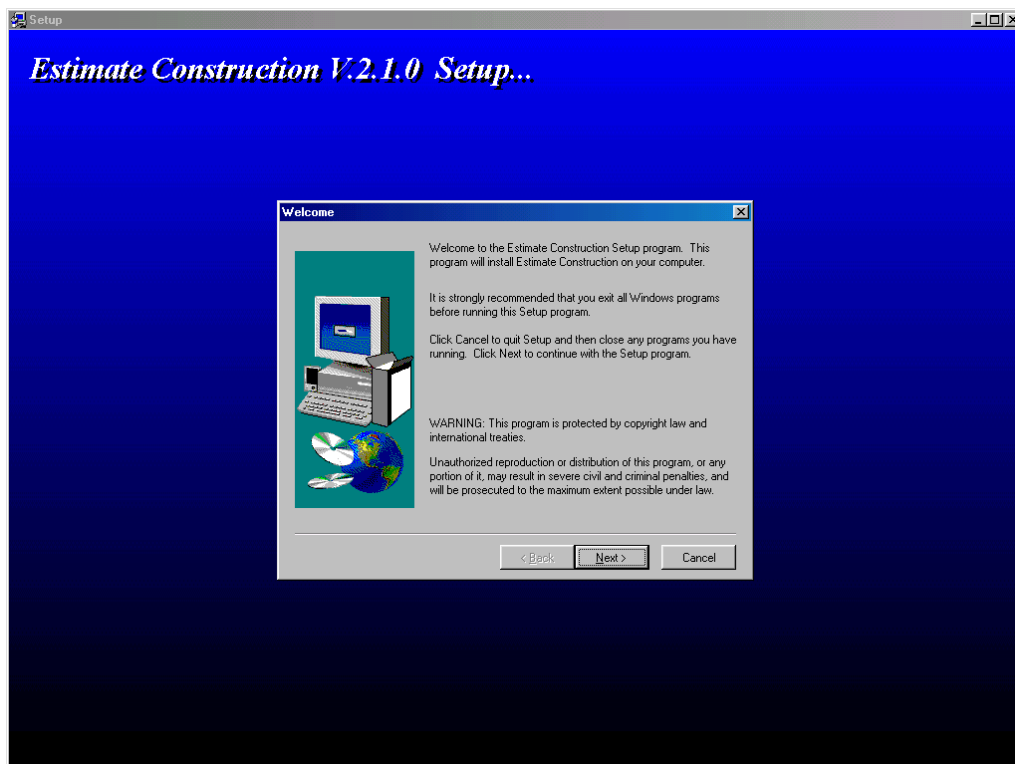 Setup
Estimate Construction V.2.1.0 Setup...
Welcome
Welcome to the Estimate Construction Setup program. This
program will install Estimate Construction on your computer.
It is strongly recommended that you exit all Windows programs
before running this Setup program.
Click Cancel to quit Setup and then close any programs you have
running. Click Next to continue with the Setup program.
WARNING: This program is protected by copyright law and
international treaties.
Unauthorized reproduction or distribution of this program, or any
portion of it, may result in severe civil and criminal penalties, and
will be prosecuted to the maximum extent possible under law.
< Back Next > Cancel